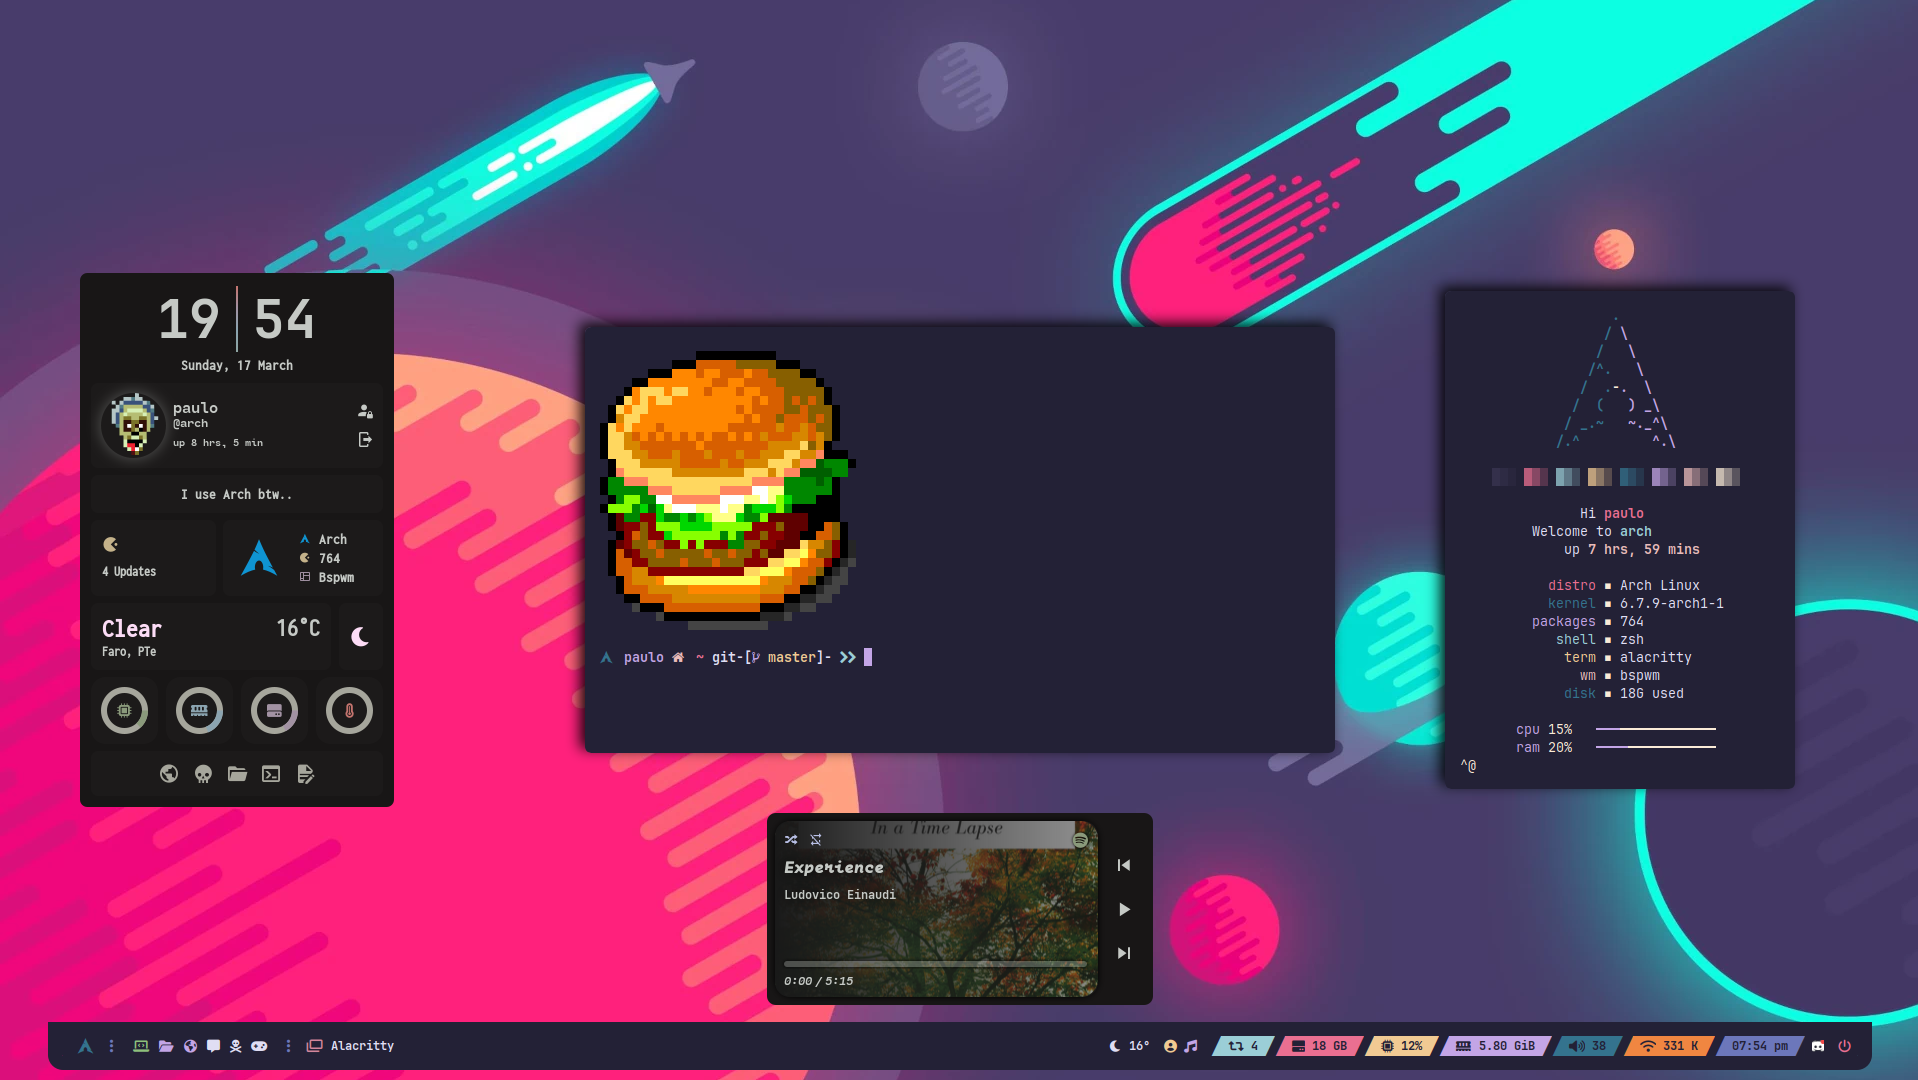 19 54
Sunday, 17 March
paulo
@arch
up 8 hrs, 5 min
I use Arch btw..
4 Updates
Arch
764
Bspwm
Clear
16°C
Faro, PTe
paulo ~ git-[ master]-
.
/ \
/ \
/^. \
/ .-. \
/ ( ) _\
/ _.~ ~._^\
/.^ ^.\
Hi paulo
Welcome to arch
up 7 hrs, 59 mins
distro ▪ Arch Linux
kernel ▪ 6.7.9-arch1-1
packages ▪ 764
shell ▪ zsh
term ▪ alacritty
wm ▪ bspwm
disk ▪ 18G used
cpu 15%
ram 20%
^@
In a Time Lapse
Experience
Ludovico Einaudi
0:00 / 5:15
Alacritty
16°
4
18 GB
12%
5.80 GiB
38
331 K
07:54 pm